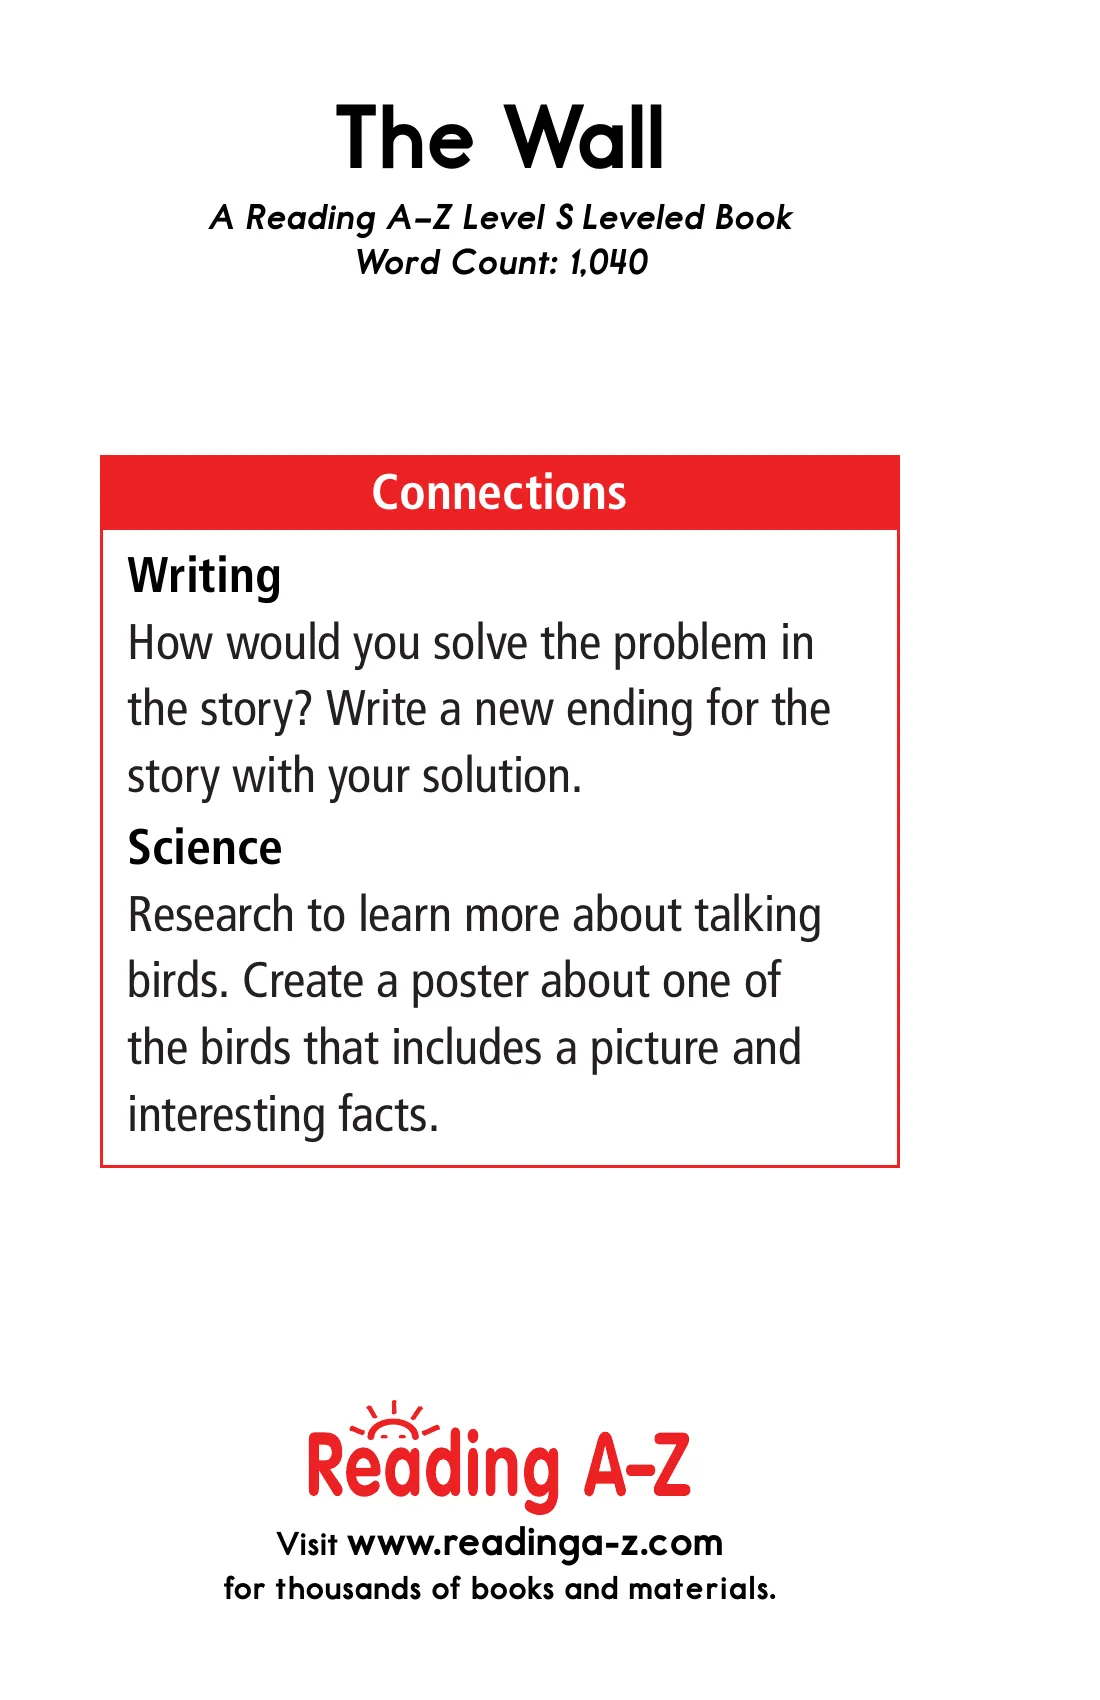 The Wall
A Reading A–Z Level S Leveled Book
Word Count: 1,040
Connections
Writing
How would you solve the problem in
the story? Write a new ending for the
story with your solution.
Science
Research to learn more about talking
birds. Create a poster about one of
the birds that includes a picture and
interesting facts.
Reading A–Z
Visit www.readinga-z.com
for thousands of books and materials.